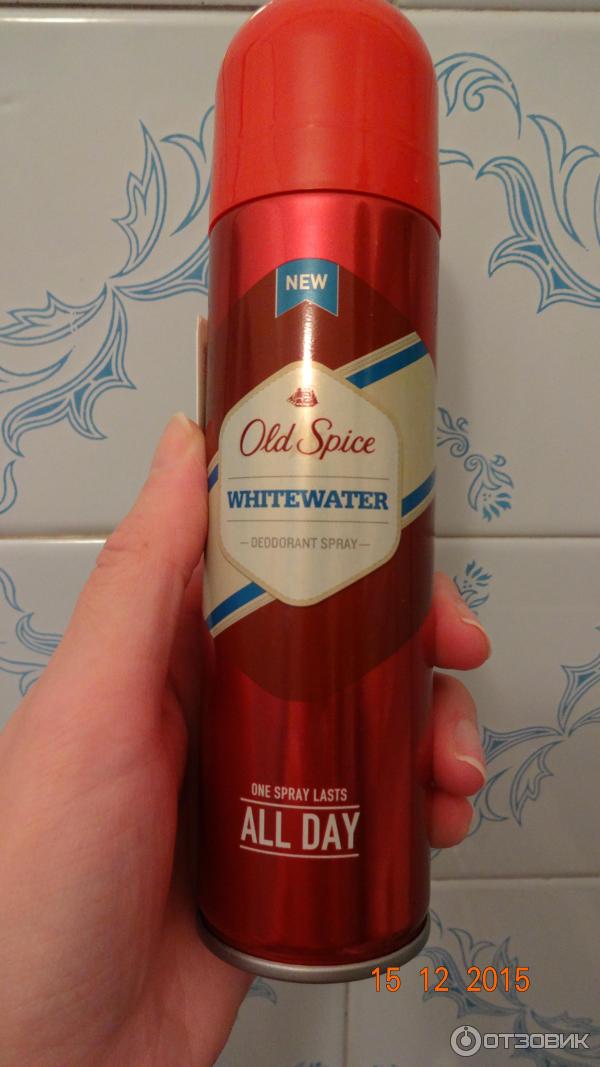 NEW
Old Spice
WHITEWATER
—DEODORANT SPRAY—
ONE SPRAY LASTS
ALL DAY
15 12 2015
ОТЗОВИК